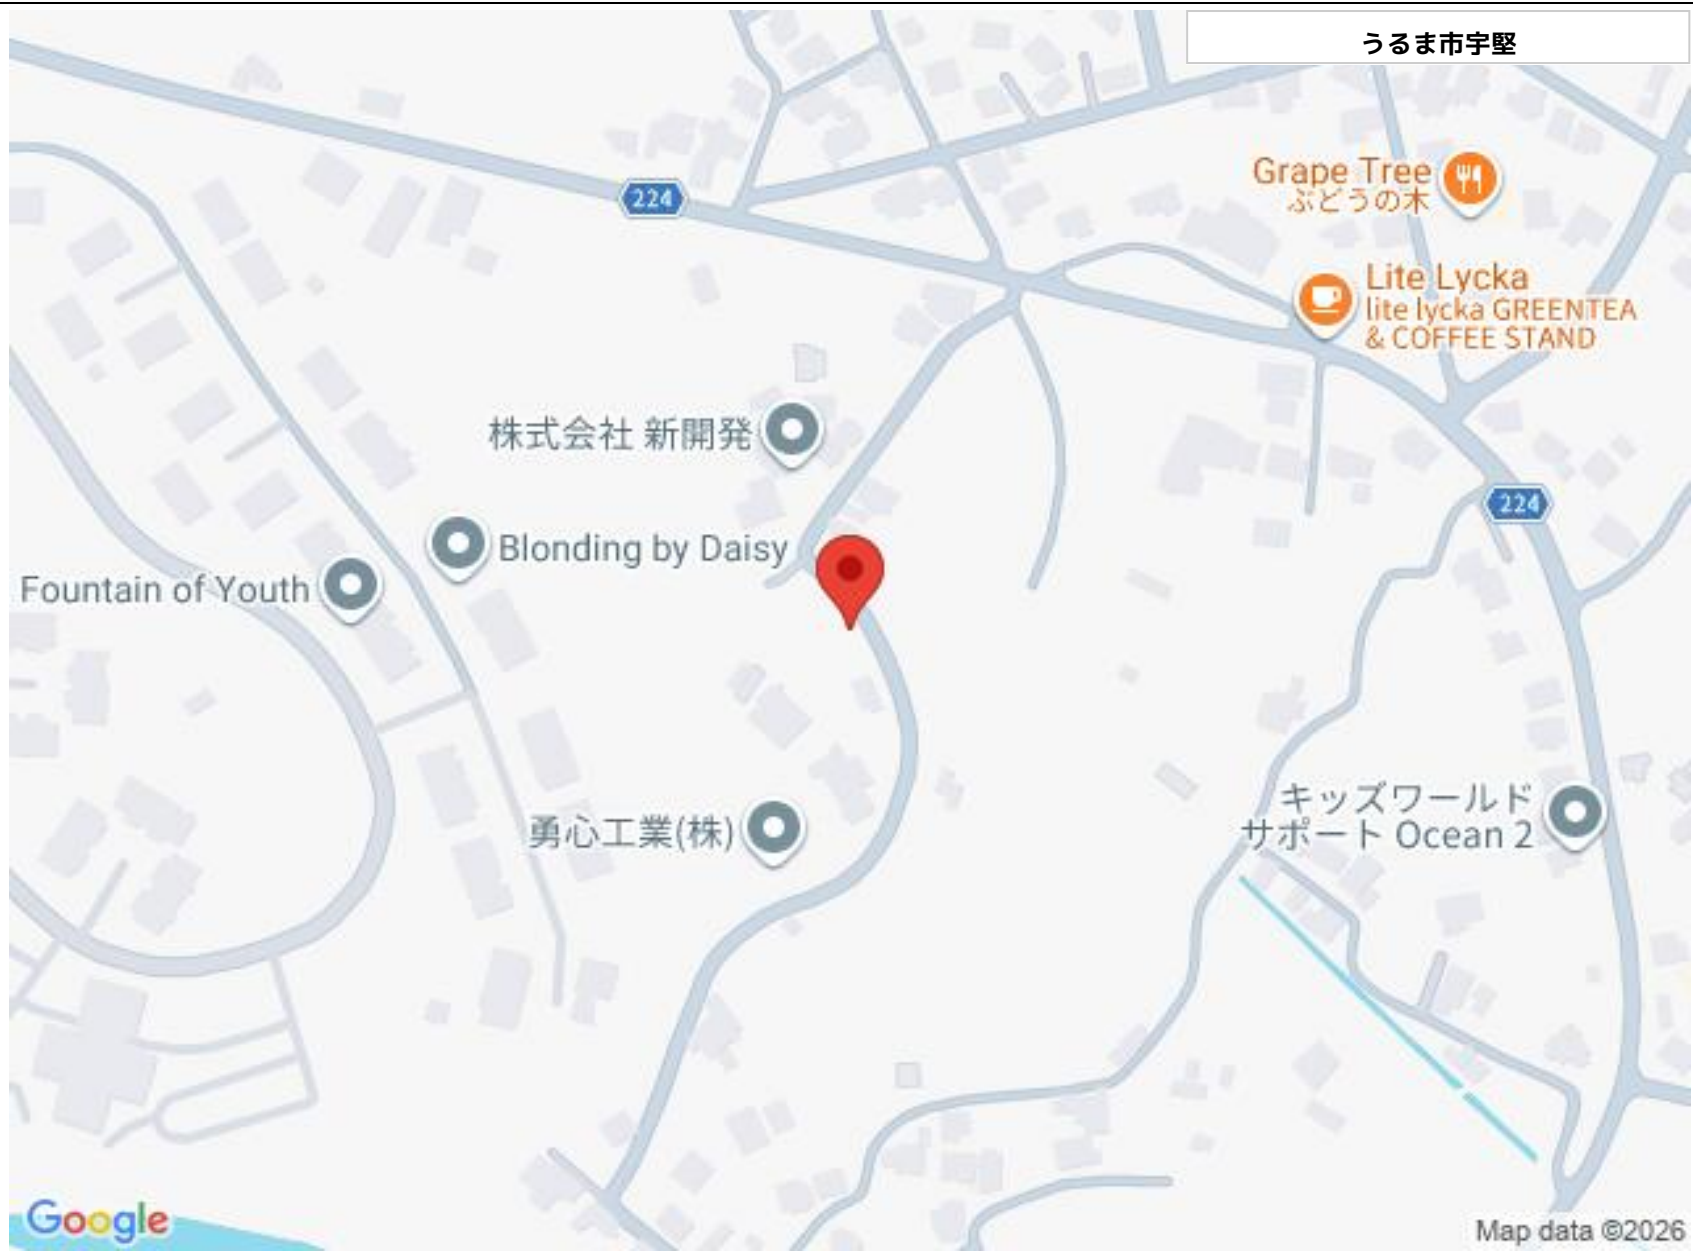 うるま市宇堅
224
Grape Tree
ぶどうの木
Lite Lycka
lite lycka GREENTEA
& COFFEE STAND
株式会社 新開発
224
Blonding by Daisy
Fountain of Youth
キッズワールド
サポート Ocean 2
勇心工業(株)
Google
Map data ©2026